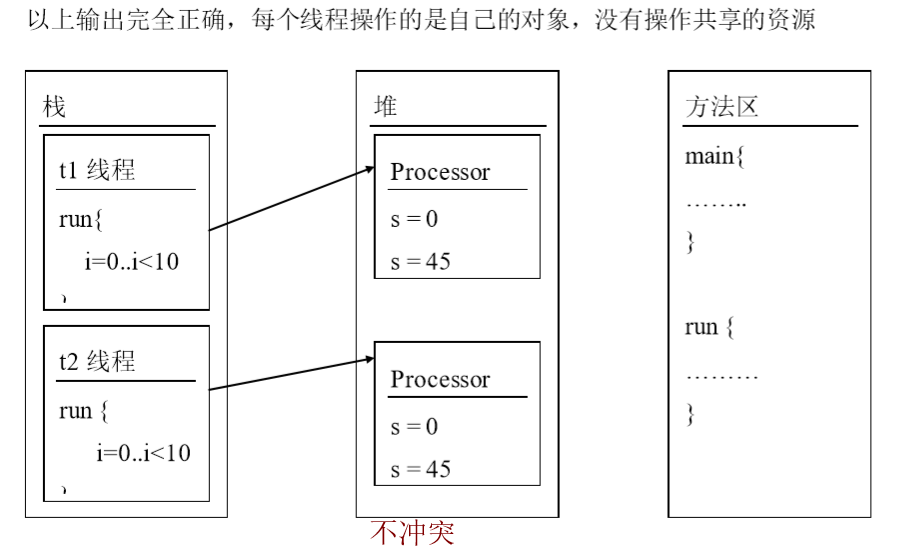 以上输出完全正确，每个线程操作的是自己的对象，没有操作共享的资源
栈
t1 线程
run{
i=0..i<10
}
t2 线程
run {
i=0..i<10
}
堆
Processor
s = 0
s = 45
Processor
s = 0
s = 45
不冲突
方法区
main{
……..
}
run {
………
}